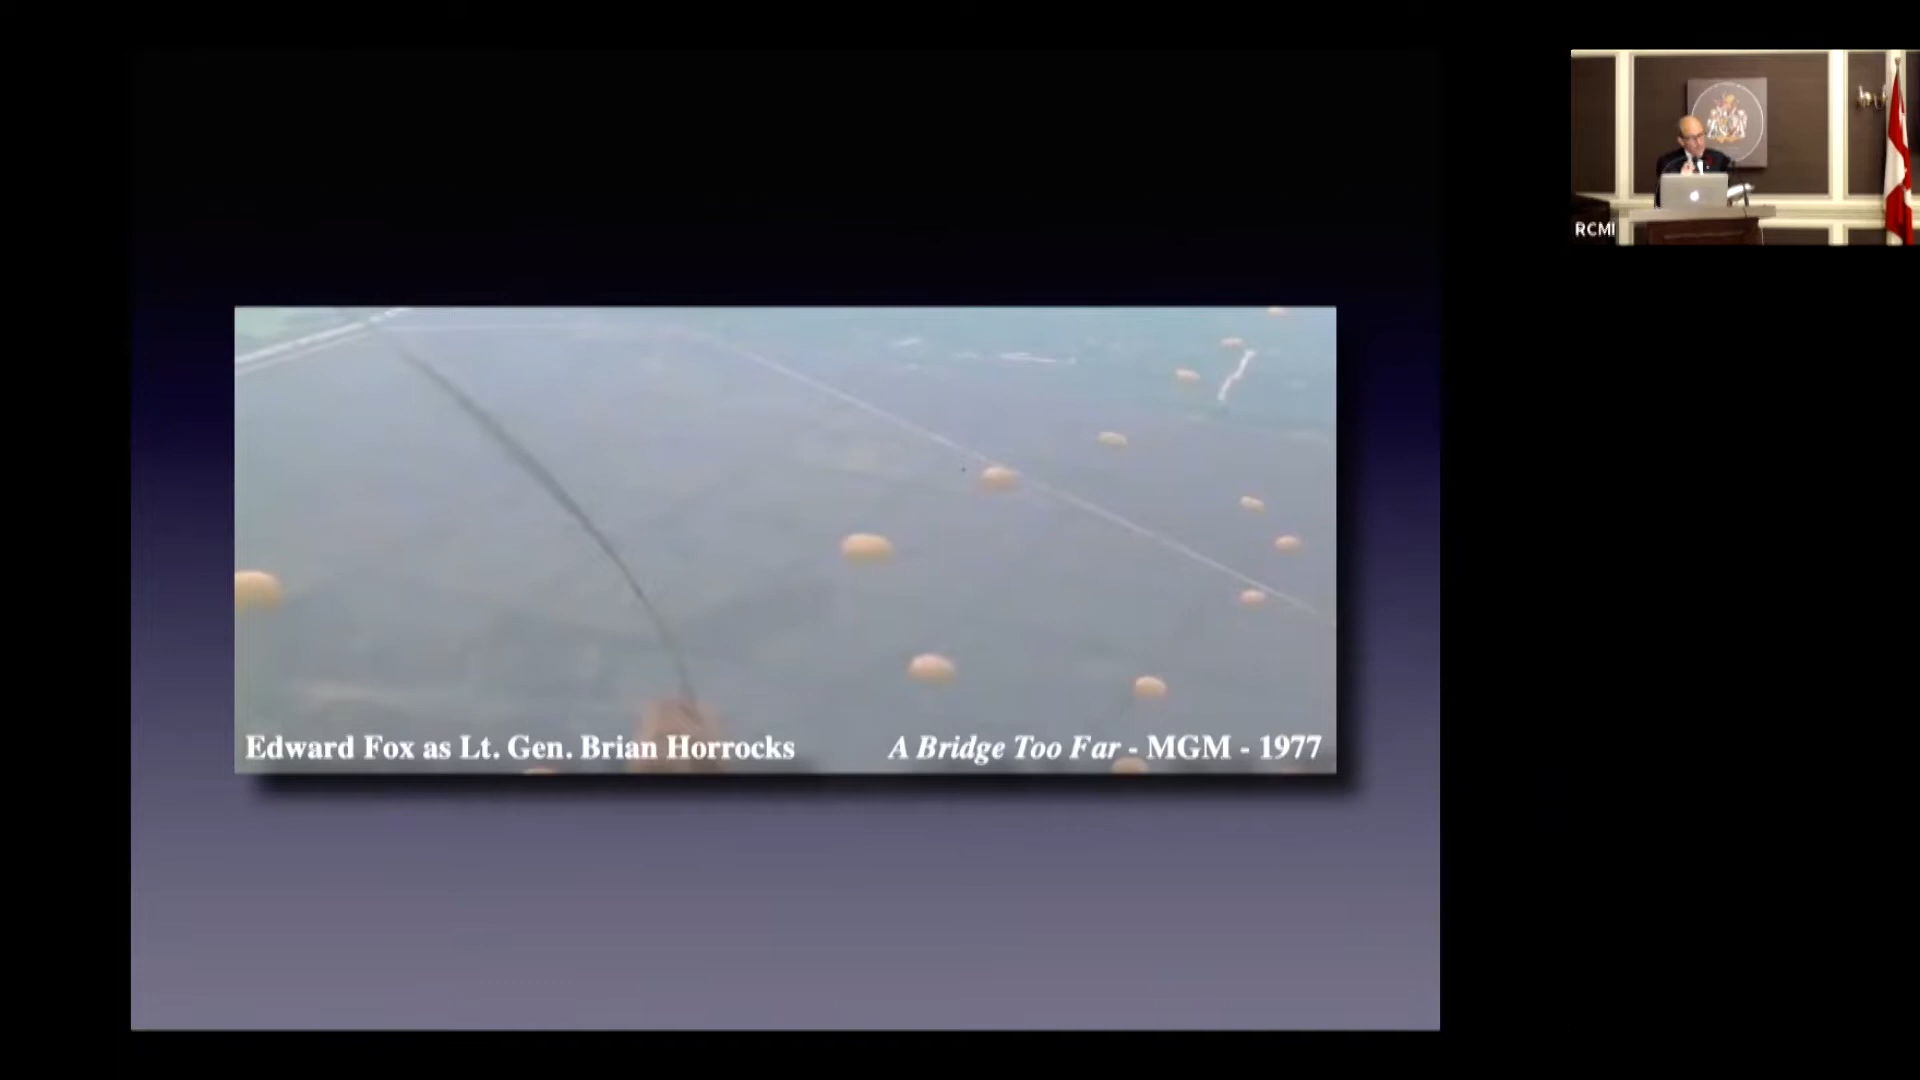 RCMI
Edward Fox as Lt. Gen. Brian Horrocks
A Bridge Too Far - MGM - 1977